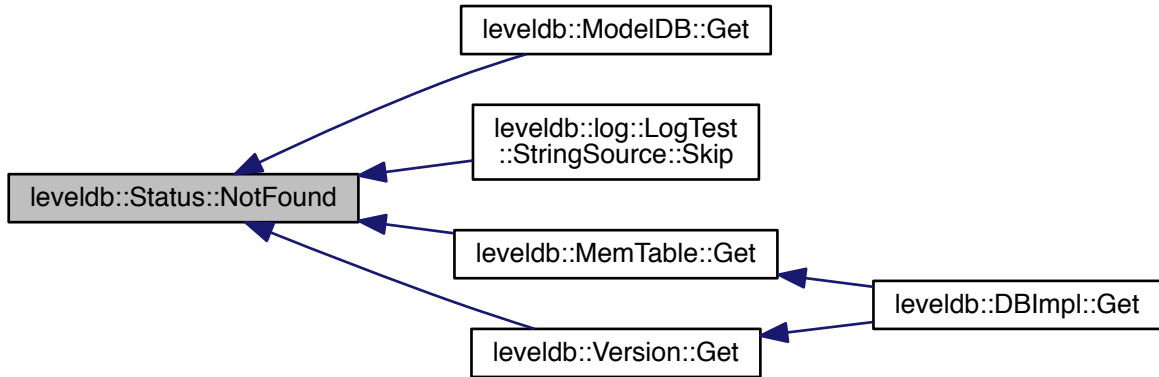 leveldb::ModelDB::Get
leveldb::log::LogTest
::StringSource::Skip
leveldb::Status::NotFound
leveldb::MemTable::Get
leveldb::DBImpl::Get
leveldb::Version::Get